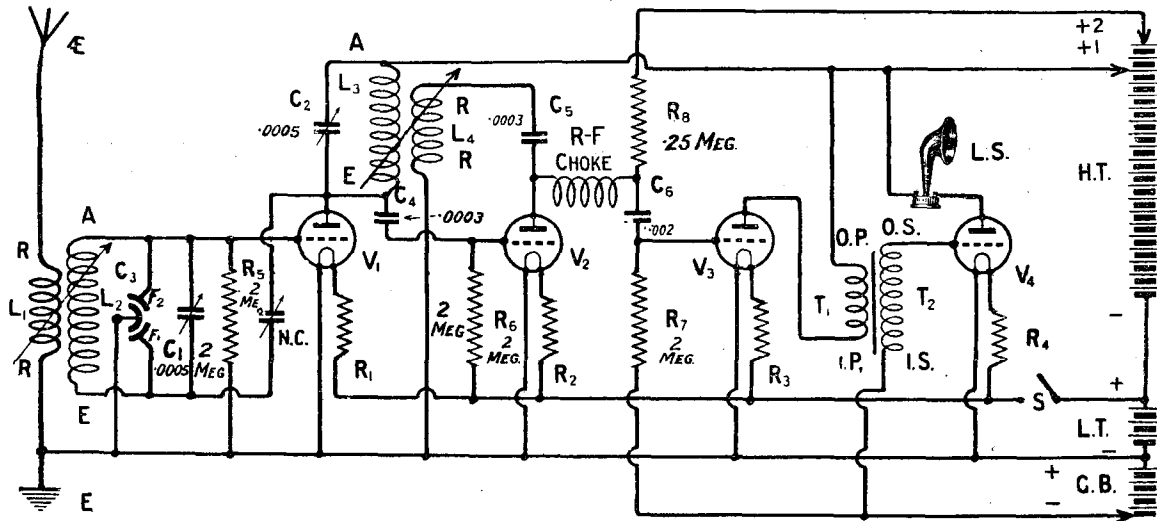 Æ
A
L3
C2
.0005
R
L4
R
C5
.0003
R-F
CHOKE
R8
.25 MEG.
+2
+1
L.S.
H.T.
E
C4
.0003
C6
.002
A
R
L1
R
L2
C3
F2
F1
C1
.0005
2
MEG
R5
2
MEG
N.C.
V1
V2
V3
V4
O.P.
O.S.
T1
T2
I.P,
I.S.
2
MEG
R6
2
MEG.
R7
2
MEG.
R1
R2
R3
R4
E
S
−
+
L.T.
−
+
G.B.
−
E